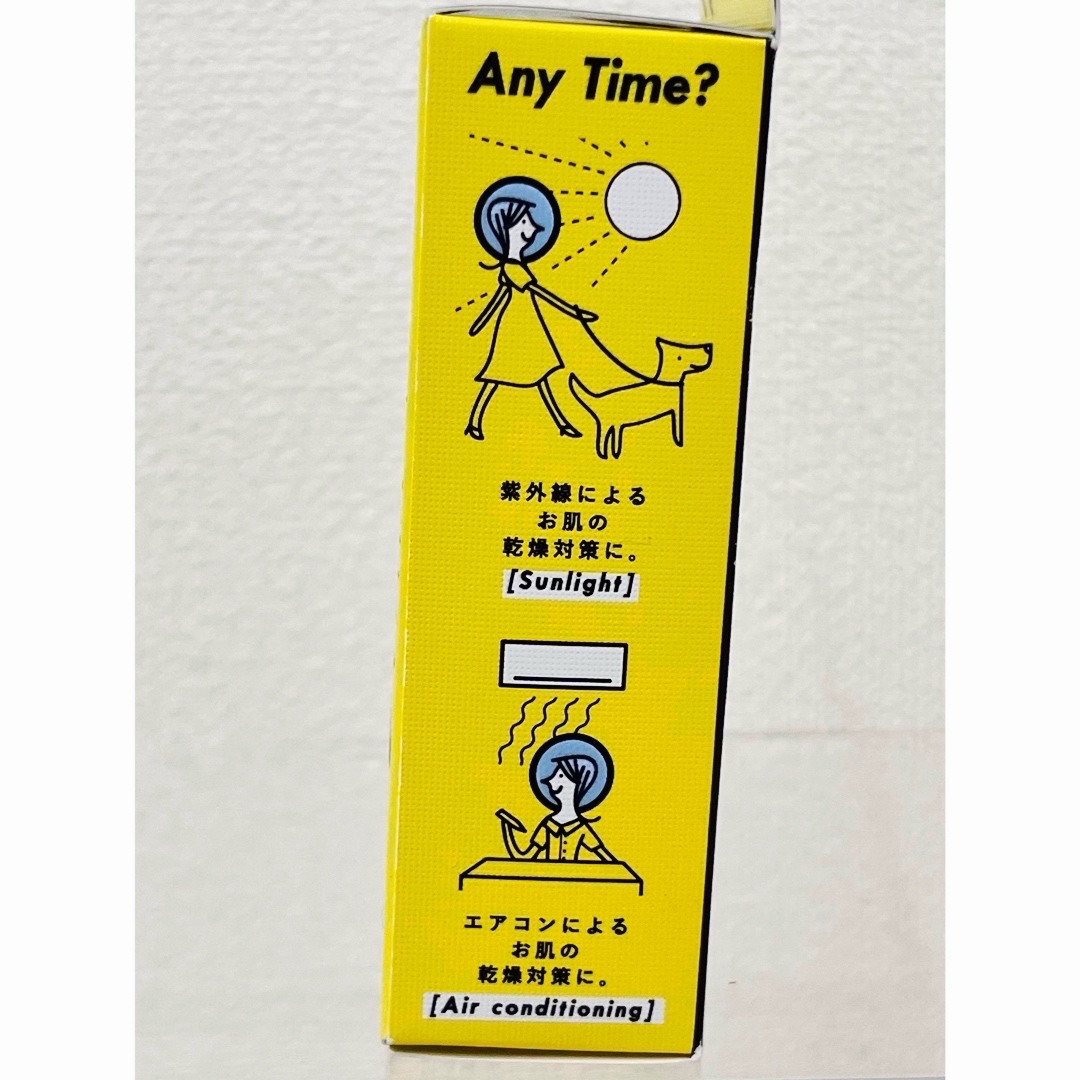 Any Time?
紫外線による
お肌の
乾燥対策に。
[Sunlight]
エアコンによる
お肌の
乾燥対策に。
[Air conditioning]